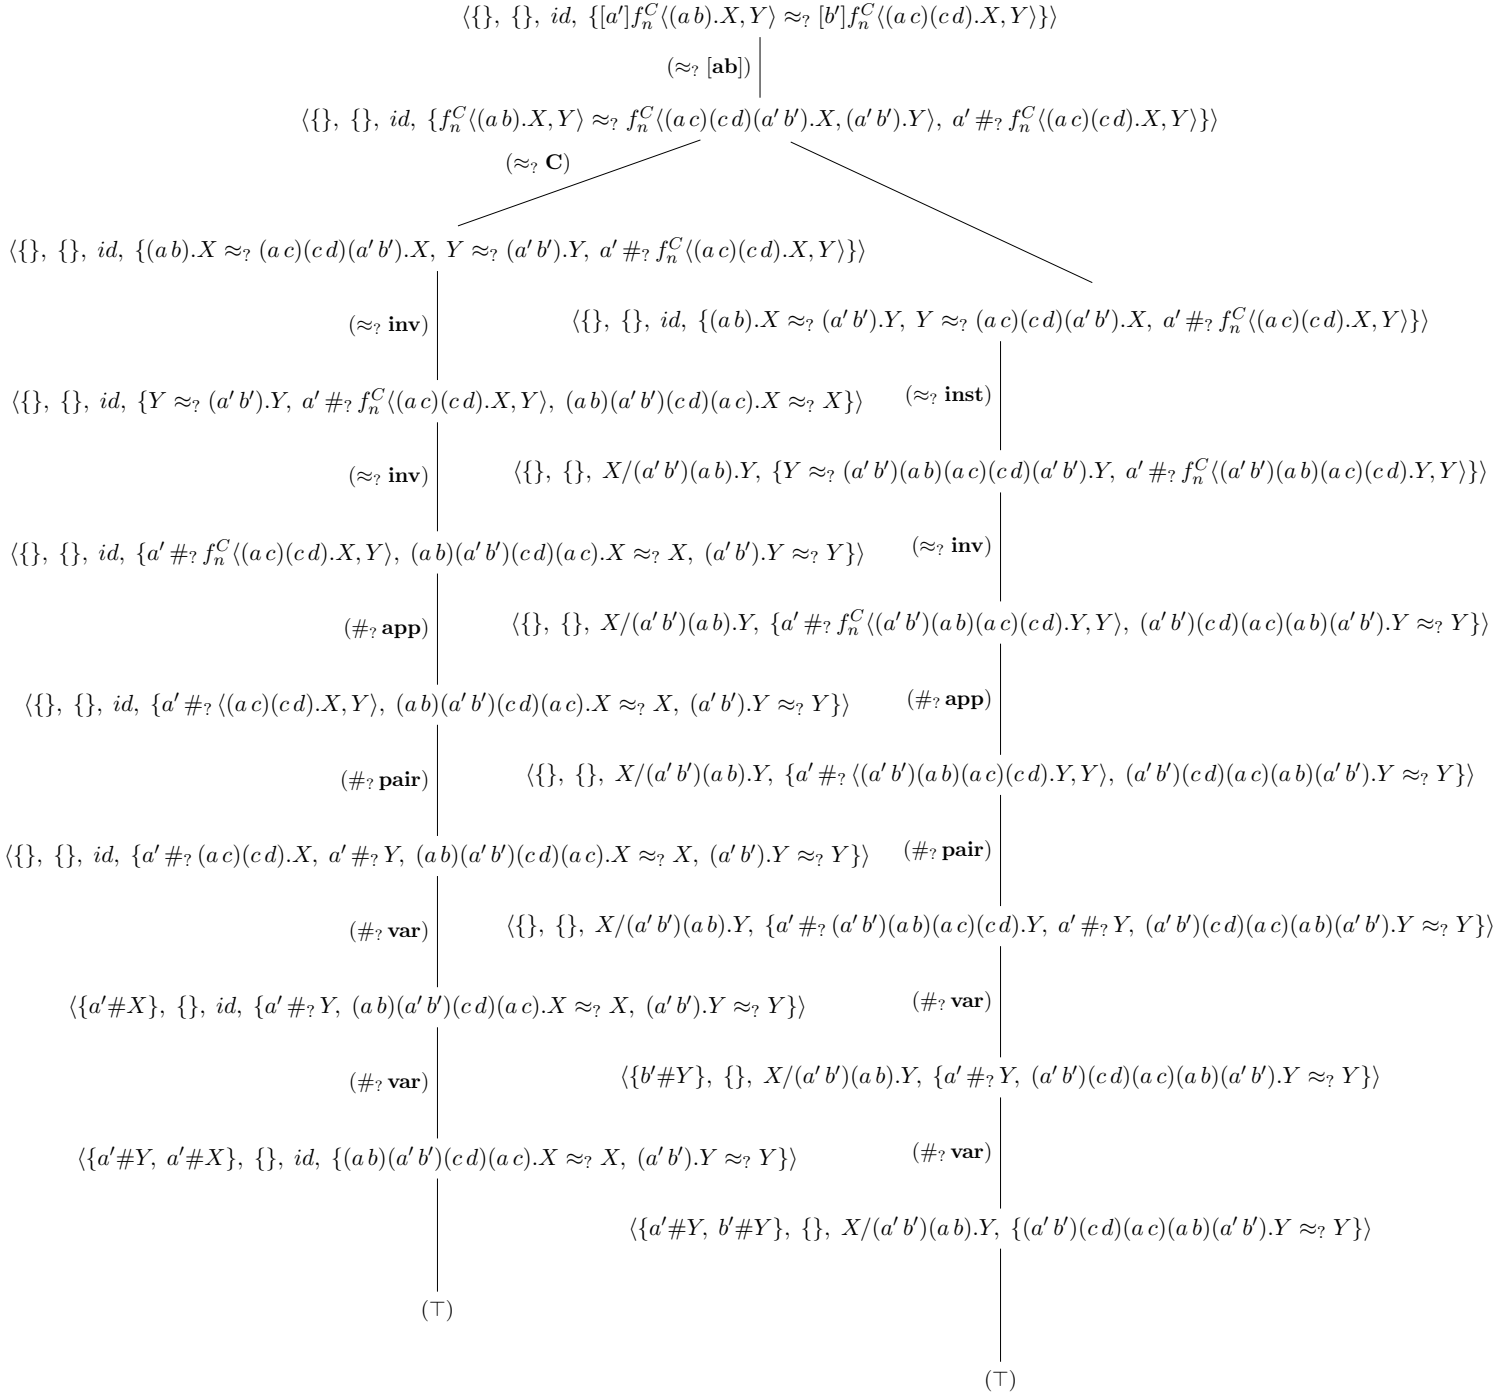 ⟨{}, {}, id, {[a′]f_n^C⟨(a b).X, Y⟩ ≈? [b′]f_n^C⟨(a c)(c d).X, Y⟩}⟩
(≈? [ab])
⟨{}, {}, id, {f_n^C⟨(a b).X, Y⟩ ≈? f_n^C⟨(a c)(c d)(a′ b′).X, (a′ b′).Y⟩, a′ #? f_n^C⟨(a c)(c d).X, Y⟩}⟩
(≈? C)
⟨{}, {}, id, {(a b).X ≈? (a c)(c d)(a′ b′).X, Y ≈? (a′ b′).Y, a′ #? f_n^C⟨(a c)(c d).X, Y⟩}⟩
(≈? inv)
⟨{}, {}, id, {(a b).X ≈? (a′ b′).Y, Y ≈? (a c)(c d)(a′ b′).X, a′ #? f_n^C⟨(a c)(c d).X, Y⟩}⟩
⟨{}, {}, id, {Y ≈? (a′ b′).Y, a′ #? f_n^C⟨(a c)(c d).X, Y⟩, (a b)(a′ b′)(c d)(a c).X ≈? X}⟩
(≈? inst)
(≈? inv)
⟨{}, {}, X/(a′ b′)(a b).Y, {Y ≈? (a′ b′)(a b)(a c)(c d)(a′ b′).Y, a′ #? f_n^C⟨(a′ b′)(a b)(a c)(c d).Y, Y⟩}⟩
⟨{}, {}, id, {a′ #? f_n^C⟨(a c)(c d).X, Y⟩, (a b)(a′ b′)(c d)(a c).X ≈? X, (a′ b′).Y ≈? Y}⟩
(≈? inv)
(#? app)
⟨{}, {}, X/(a′ b′)(a b).Y, {a′ #? f_n^C⟨(a′ b′)(a b)(a c)(c d).Y, Y⟩, (a′ b′)(c d)(a c)(a b)(a′ b′).Y ≈? Y}⟩
⟨{}, {}, id, {a′ #? ⟨(a c)(c d).X, Y⟩, (a b)(a′ b′)(c d)(a c).X ≈? X, (a′ b′).Y ≈? Y}⟩
(#? app)
(#? pair)
⟨{}, {}, X/(a′ b′)(a b).Y, {a′ #? ⟨(a′ b′)(a b)(a c)(c d).Y, Y⟩, (a′ b′)(c d)(a c)(a b)(a′ b′).Y ≈? Y}⟩
⟨{}, {}, id, {a′ #? (a c)(c d).X, a′ #? Y, (a b)(a′ b′)(c d)(a c).X ≈? X, (a′ b′).Y ≈? Y}⟩
(#? pair)
(#? var)
⟨{}, {}, X/(a′ b′)(a b).Y, {a′ #? (a′ b′)(a b)(a c)(c d).Y, a′ #? Y, (a′ b′)(c d)(a c)(a b)(a′ b′).Y ≈? Y}⟩
⟨{a′#X}, {}, id, {a′ #? Y, (a b)(a′ b′)(c d)(a c).X ≈? X, (a′ b′).Y ≈? Y}⟩
(#? var)
(#? var)
⟨{b′#Y}, {}, X/(a′ b′)(a b).Y, {a′ #? Y, (a′ b′)(c d)(a c)(a b)(a′ b′).Y ≈? Y}⟩
⟨{a′#Y, a′#X}, {}, id, {(a b)(a′ b′)(c d)(a c).X ≈? X, (a′ b′).Y ≈? Y}⟩
(#? var)
⟨{a′#Y, b′#Y}, {}, X/(a′ b′)(a b).Y, {(a′ b′)(c d)(a c)(a b)(a′ b′).Y ≈? Y}⟩
(⊤)
(⊤)